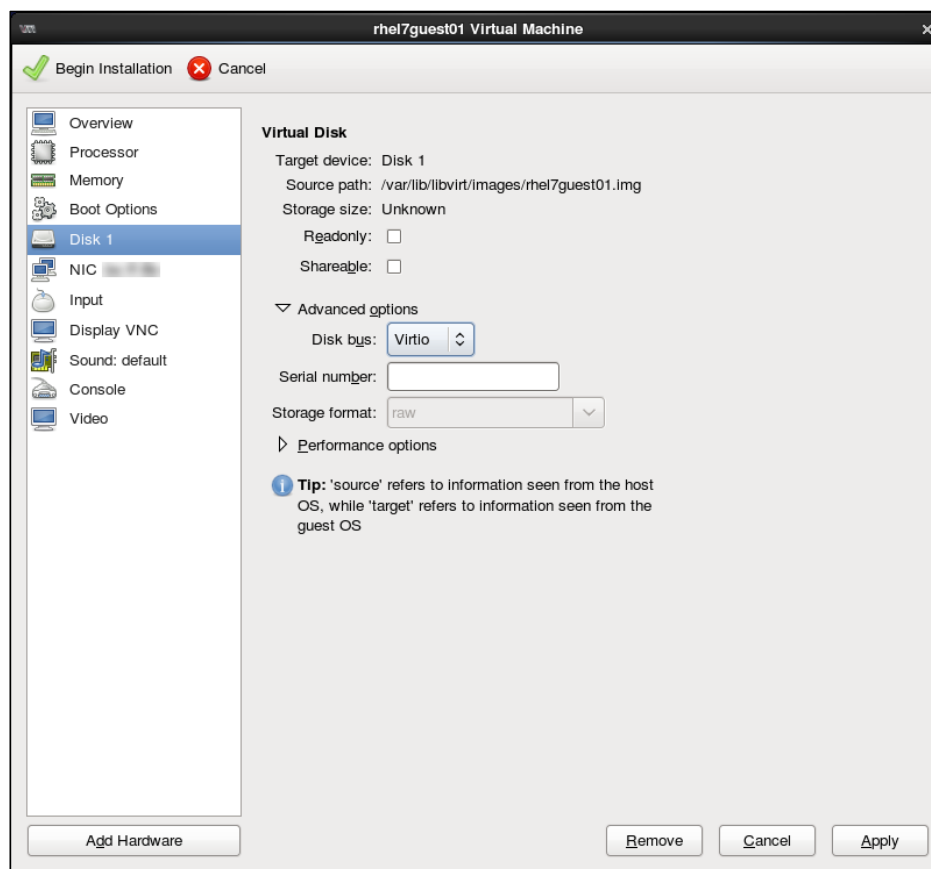 rhel7guest01 Virtual Machine
Begin Installation Cancel
Overview
Processor
Memory
Boot Options
Disk 1
NIC
Input
Display VNC
Sound: default
Console
Video
Add Hardware
Virtual Disk
Target device: Disk 1
Source path: /var/lib/libvirt/images/rhel7guest01.img
Storage size: Unknown
Readonly:
Shareable:
Advanced options
Disk bus: Virtio
Serial number:
Storage format: raw
Performance options
Tip: 'source' refers to information seen from the host
OS, while 'target' refers to information seen from the
guest OS
Remove Cancel Apply